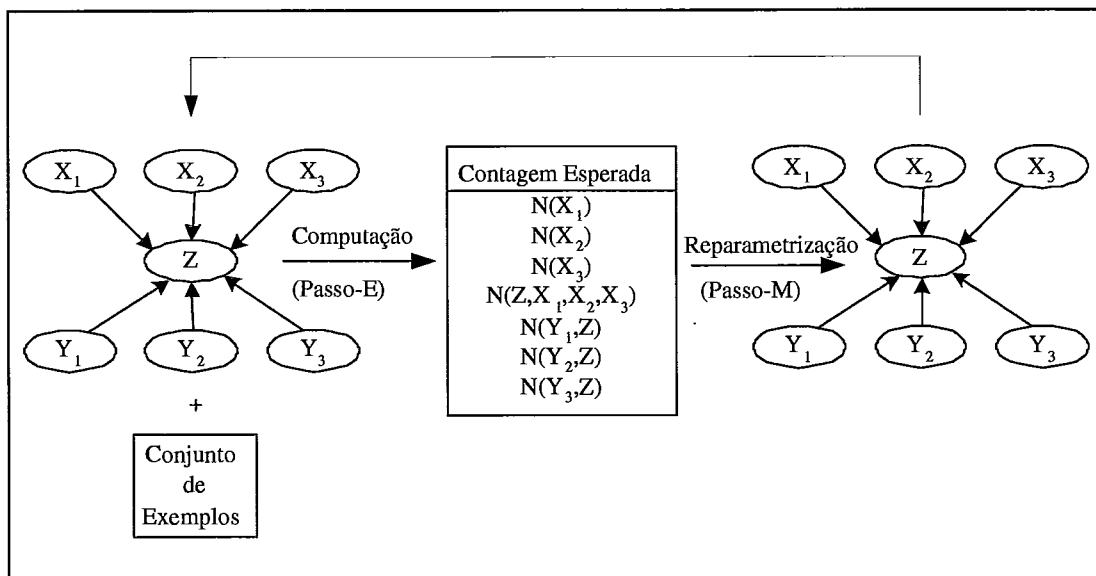 X₁ X₂ X₃
Z
Y₁ Y₂ Y₃
+
Conjunto
de
Exemplos
Computação
(Passo-E)
Contagem Esperada
N(X₁)
N(X₂)
N(X₃)
N(Z,X₁,X₂,X₃)
N(Y₁,Z)
N(Y₂,Z)
N(Y₃,Z)
Reparametrização
(Passo-M)
X₁ X₂ X₃
Z
Y₁ Y₂ Y₃